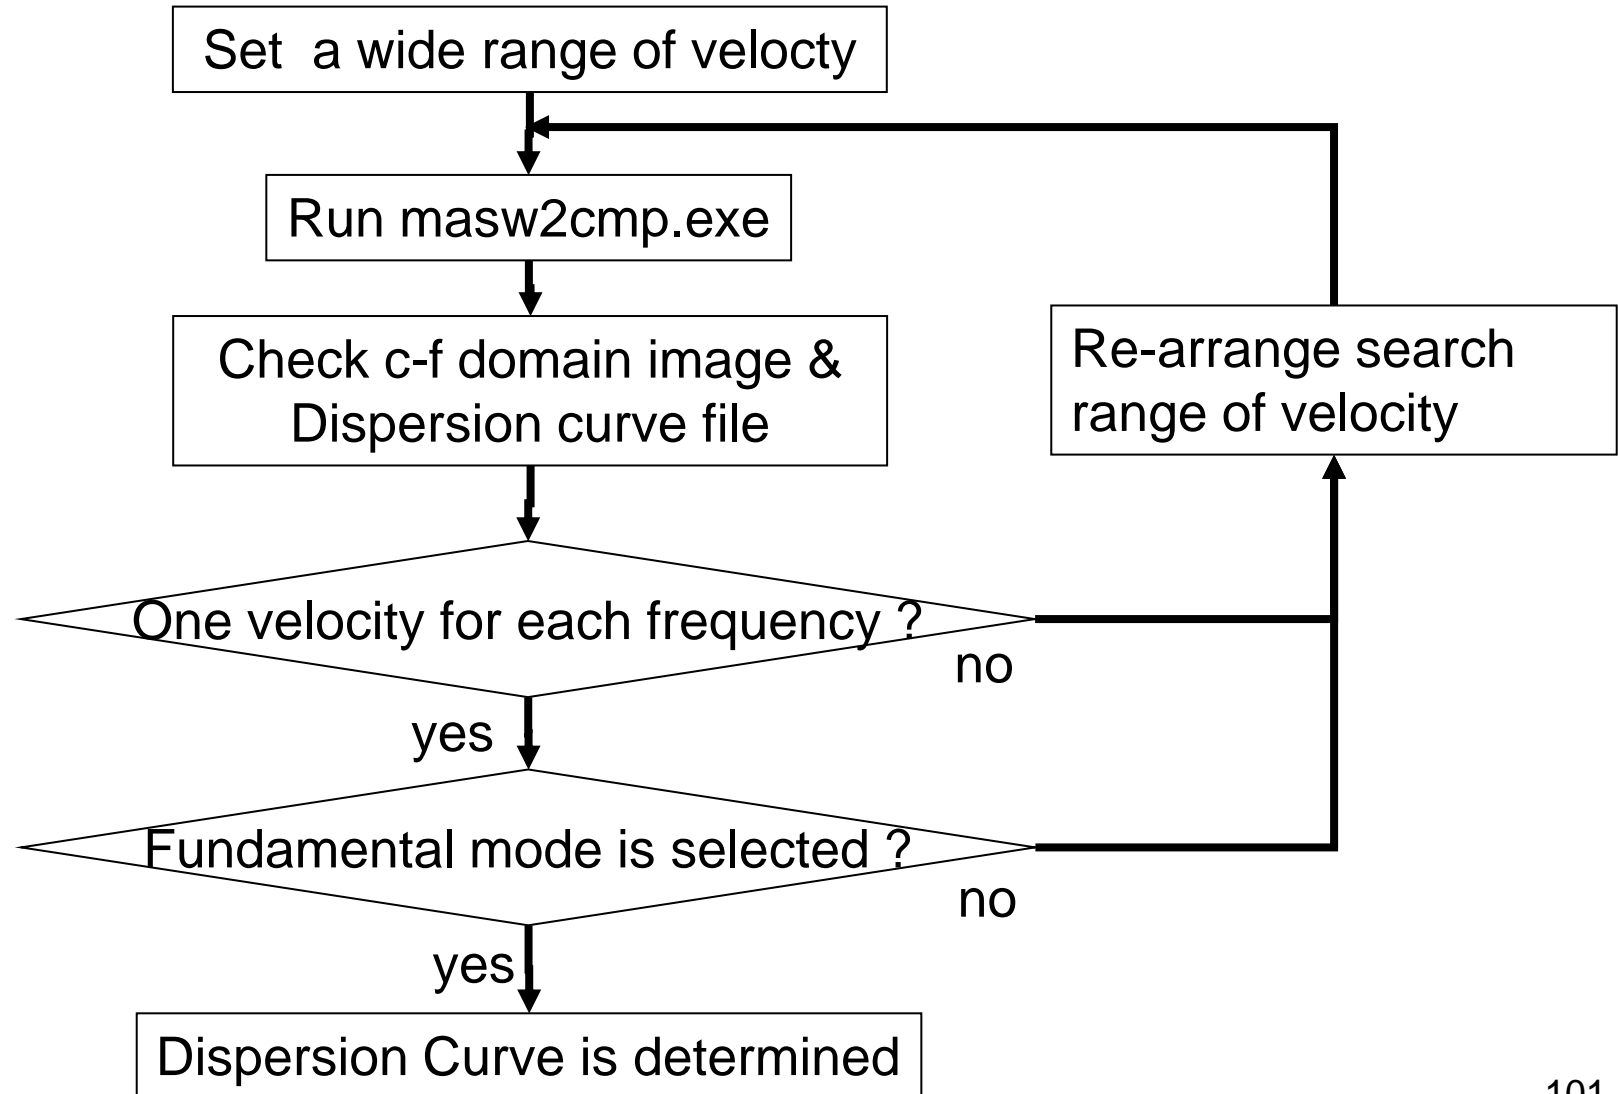 Set a wide range of velocty
Run masw2cmp.exe
Check c-f domain image &
Dispersion curve file
Re-arrange search
range of velocity
One velocity for each frequency ?
no
yes
Fundamental mode is selected ?
no
yes
Dispersion Curve is determined
101